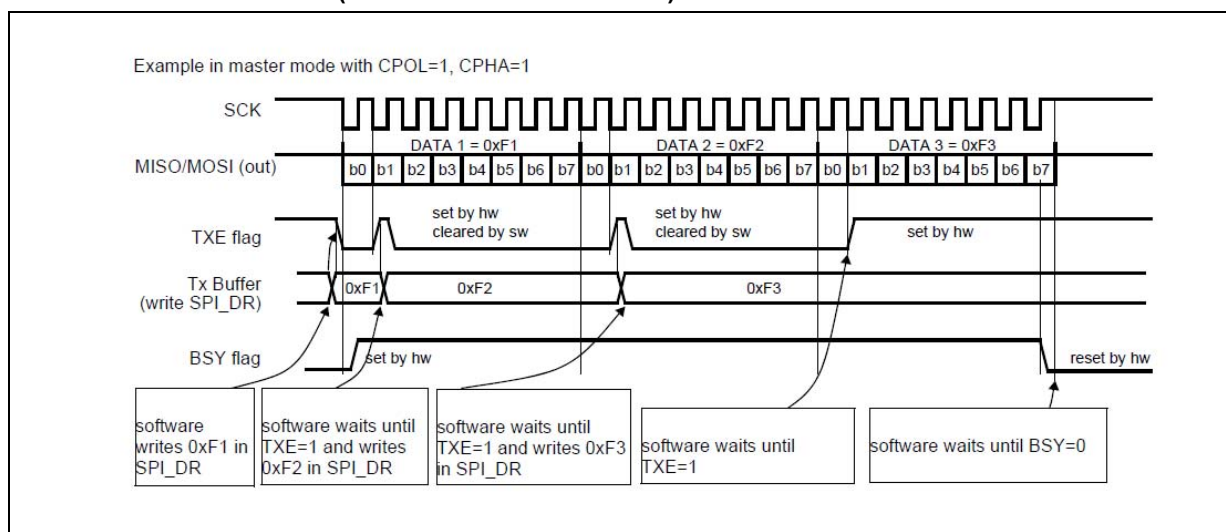 Example in master mode with CPOL=1, CPHA=1
SCK
DATA 1 = 0xF1
DATA 2 = 0xF2
DATA 3 = 0xF3
MISO/MOSI (out)
b0 b1 b2 b3 b4 b5 b6 b7 b0 b1 b2 b3 b4 b5 b6 b7 b0 b1 b2 b3 b4 b5 b6 b7
TXE flag
set by hw
cleared by sw
set by hw
cleared by sw
set by hw
Tx Buffer
(write SPI_DR)
0xF1
0xF2
0xF3
BSY flag
set by hw
reset by hw
software
writes 0xF1 in
SPI_DR
software waits until
TXE=1 and writes
0xF2 in SPI_DR
software waits until
TXE=1 and writes 0xF3
in SPI_DR
software waits until
TXE=1
software waits until BSY=0